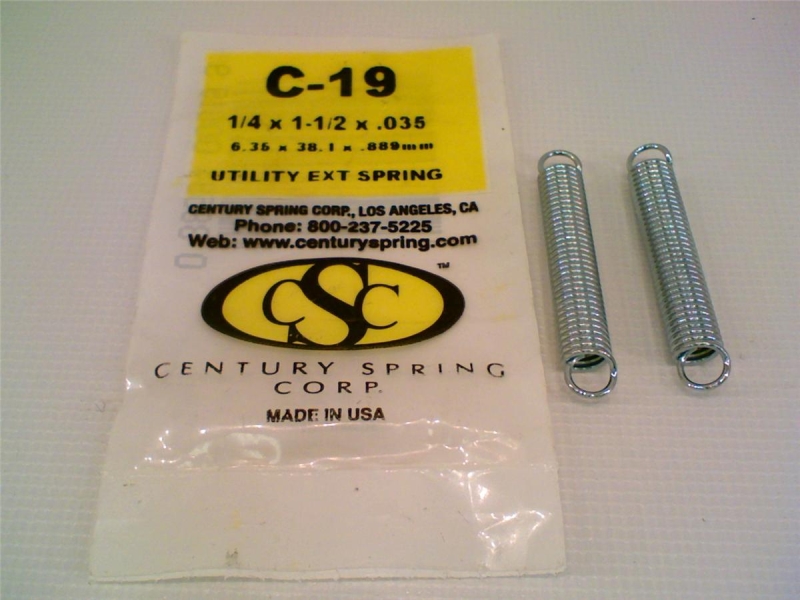 C-19
1/4 x 1-1/2 x .035
6.35 x 38.1 x .889mm
UTILITY EXT SPRING
CENTURY SPRING CORP., LOS ANGELES, CA
Phone: 800-237-5225
Web: www.centuryspring.com
CSC TM
CENTURY SPRING
CORP.
MADE IN USA